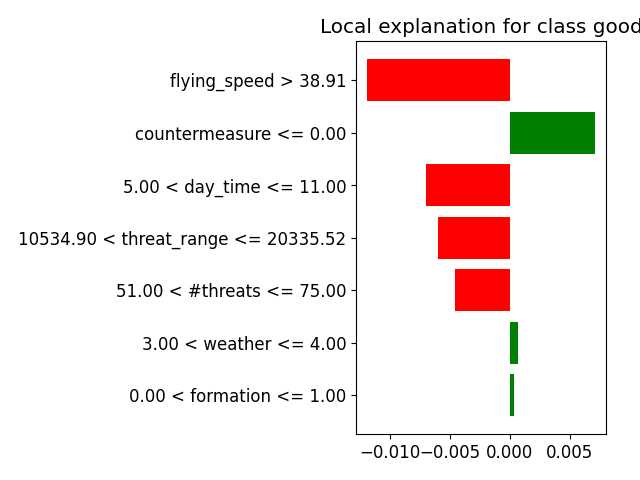 Local explanation for class good
flying_speed > 38.91
countermeasure <= 0.00
5.00 < day_time <= 11.00
10534.90 < threat_range <= 20335.52
51.00 < #threats <= 75.00
3.00 < weather <= 4.00
0.00 < formation <= 1.00
−0.010 −0.005 0.000 0.005